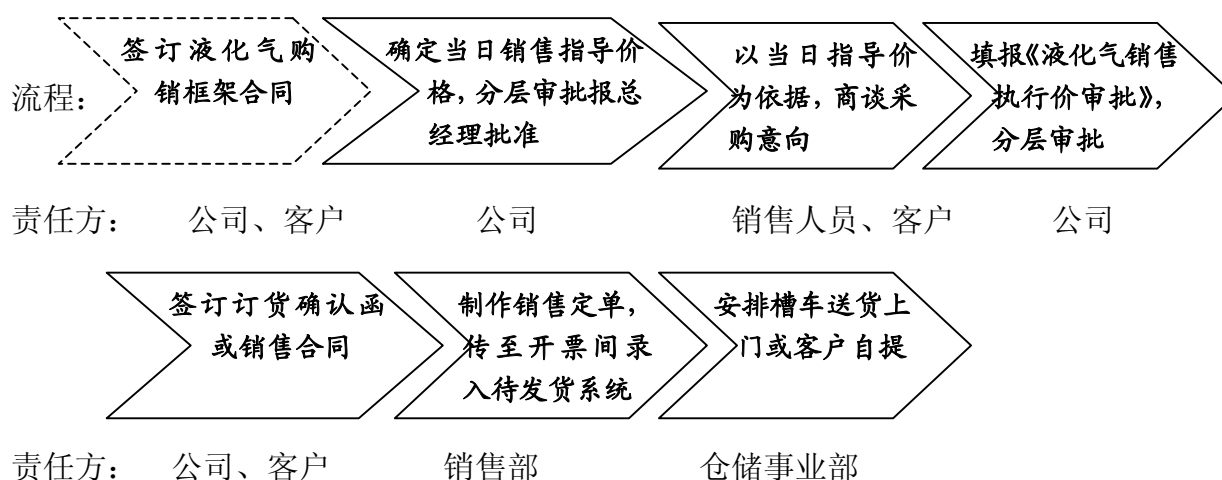 签订液化气购 确定当日销售指导价 以当日指导价 填报《液化气销售
流程： 销框架合同 格，分层审批报总 为依据，商谈采 执行价审批》，
经理批准 购意向 分层审批
责任方： 公司、客户 公司 销售人员、客户 公司
签订订货确认函 制作销售定单， 安排槽车送货上
或销售合同 传至开票间录 门或客户自提
入待发货系统
责任方： 公司、客户 销售部 仓储事业部